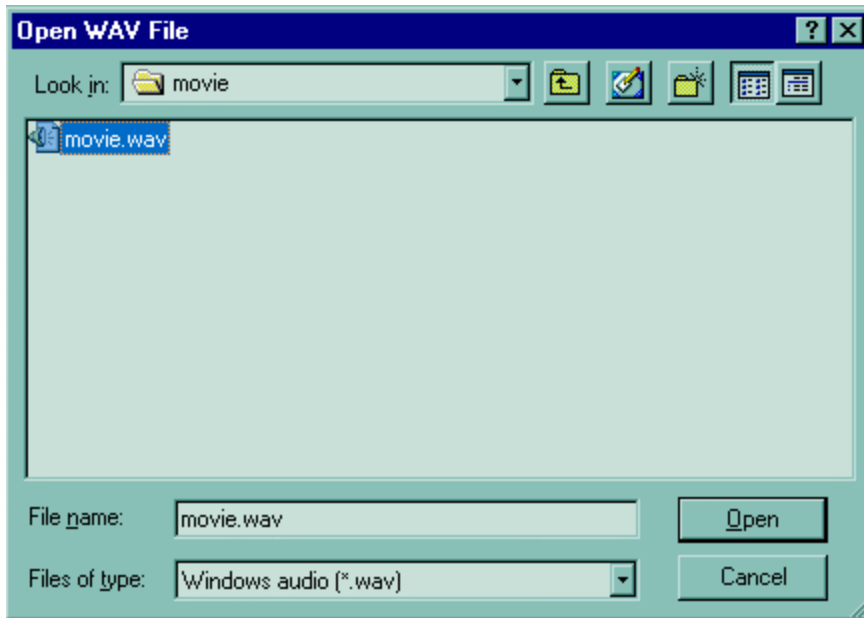 Open WAV File
Look in: movie
movie.wav
File name: movie.wav Open
Files of type: Windows audio (*.wav) Cancel